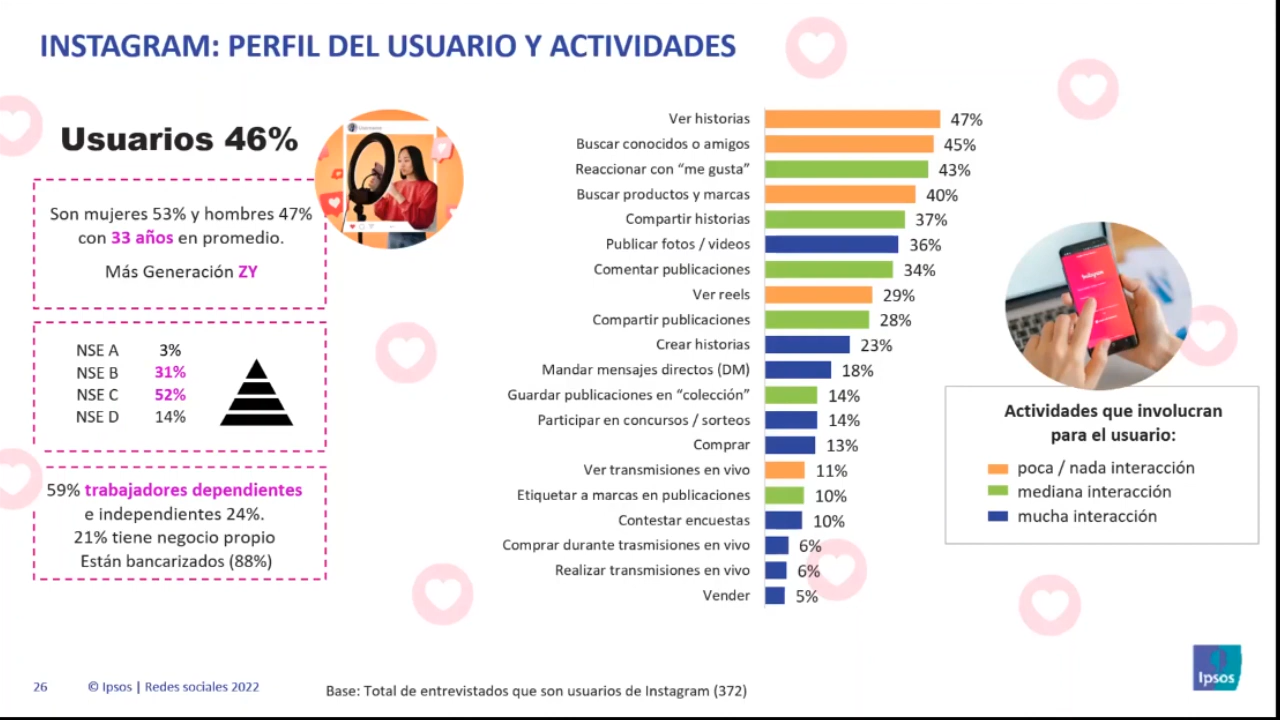 INSTAGRAM: PERFIL DEL USUARIO Y ACTIVIDADES
Usuarios 46%
Son mujeres 53% y hombres 47%
con 33 años en promedio.
Más Generación ZY
NSE A 3%
NSE B 31%
NSE C 52%
NSE D 14%
59% trabajadores dependientes
e independientes 24%.
21% tiene negocio propio
Están bancarizados (88%)
Ver historias 47%
Buscar conocidos o amigos 45%
Reaccionar con “me gusta” 43%
Buscar productos y marcas 40%
Compartir historias 37%
Publicar fotos / videos 36%
Comentar publicaciones 34%
Ver reels 29%
Compartir publicaciones 28%
Crear historias 23%
Mandar mensajes directos (DM) 18%
Guardar publicaciones en “colección” 14%
Participar en concursos / sorteos 14%
Comprar 13%
Ver transmisiones en vivo 11%
Etiquetar a marcas en publicaciones 10%
Contestar encuestas 10%
Comprar durante trasmisiones en vivo 6%
Realizar transmisiones en vivo 6%
Vender 5%
Instagram
Actividades que involucran
para el usuario:
poca / nada interacción
mediana interacción
mucha interacción
26 © Ipsos | Redes sociales 2022
Base: Total de entrevistados que son usuarios de Instagram (372)
Ipsos